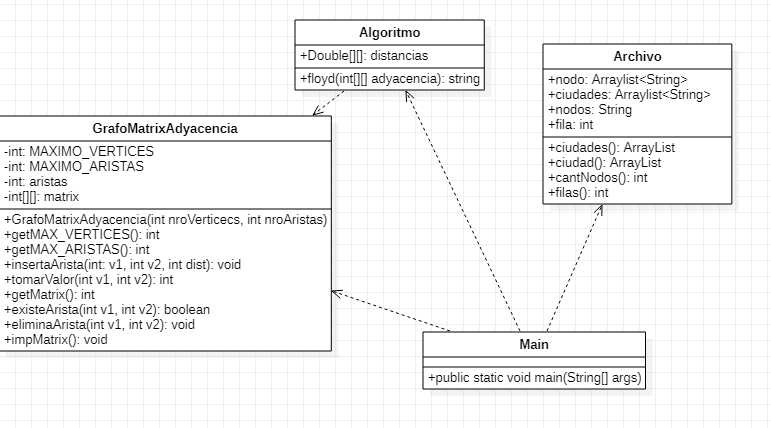 Algoritmo
+Double[][]: distancias
+floyd(int[][] adyacencia): string
Archivo
+nodo: Arraylist<String>
+ciudades: Arraylist<String>
+nodos: String
+fila: int
+ciudades(): ArrayList
+ciudad(): ArrayList
+cantNodos(): int
+filas(): int
GrafoMatrixAdyacencia
-int: MAXIMO_VERTICES
-int: MAXIMO_ARISTAS
-int: aristas
-int[][]: matrix
+GrafoMatrixAdyacencia(int nroVerticecs, int nroAristas)
+getMAX_VERTICES(): int
+getMAX_ARISTAS(): int
+insertaArista(int: v1, int v2, int dist): void
+tomarValor(int v1, int v2): int
+getMatrix(): int
+existeArista(int v1, int v2): boolean
+eliminaArista(int v1, int v2): void
+impMatrix(): void
Main
+public static void main(String[] args)